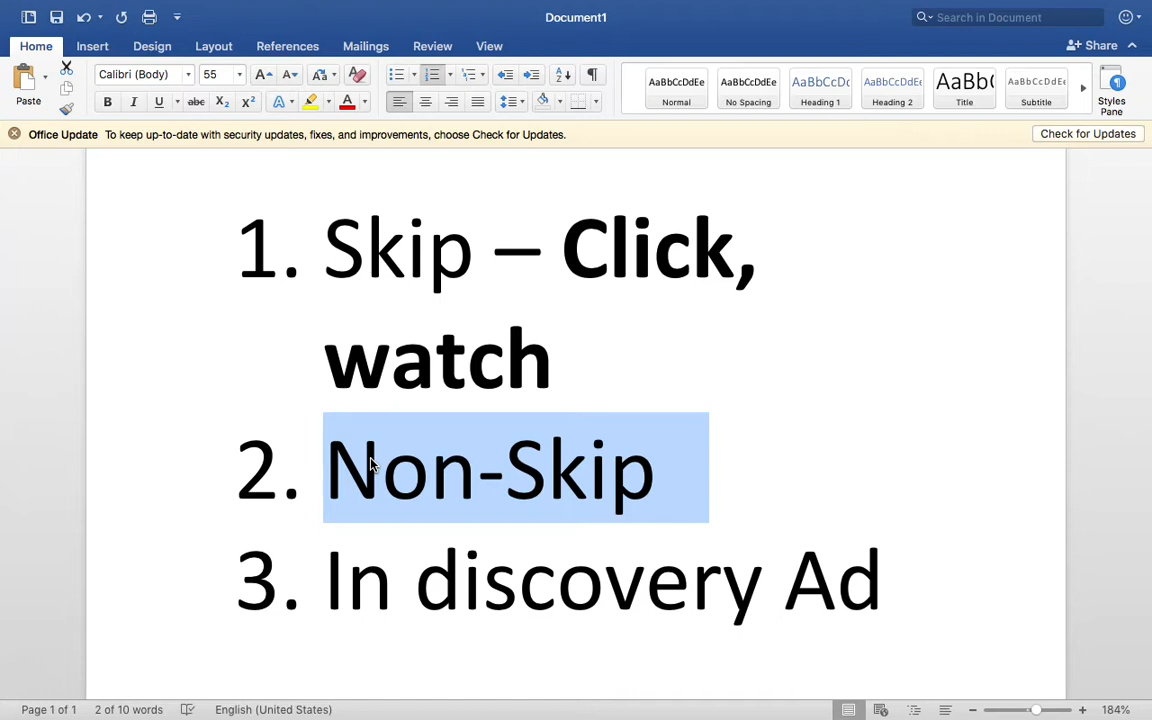 Document1
Search in Document
Home Insert Design Layout References Mailings Review View
Share
Paste
Calibri (Body) 55
AaBbCcDdEe AaBbCcDdEe AaBbCcDc AaBbCcDdEe AaBb( AaBbCcDdEe
Normal No Spacing Heading 1 Heading 2 Title Subtitle
Styles
Pane
Office Update To keep up-to-date with security updates, fixes, and improvements, choose Check for Updates.
Check for Updates
1. Skip – Click,
watch
2. Non-Skip
3. In discovery Ad
Page 1 of 1 2 of 10 words English (United States) 184%